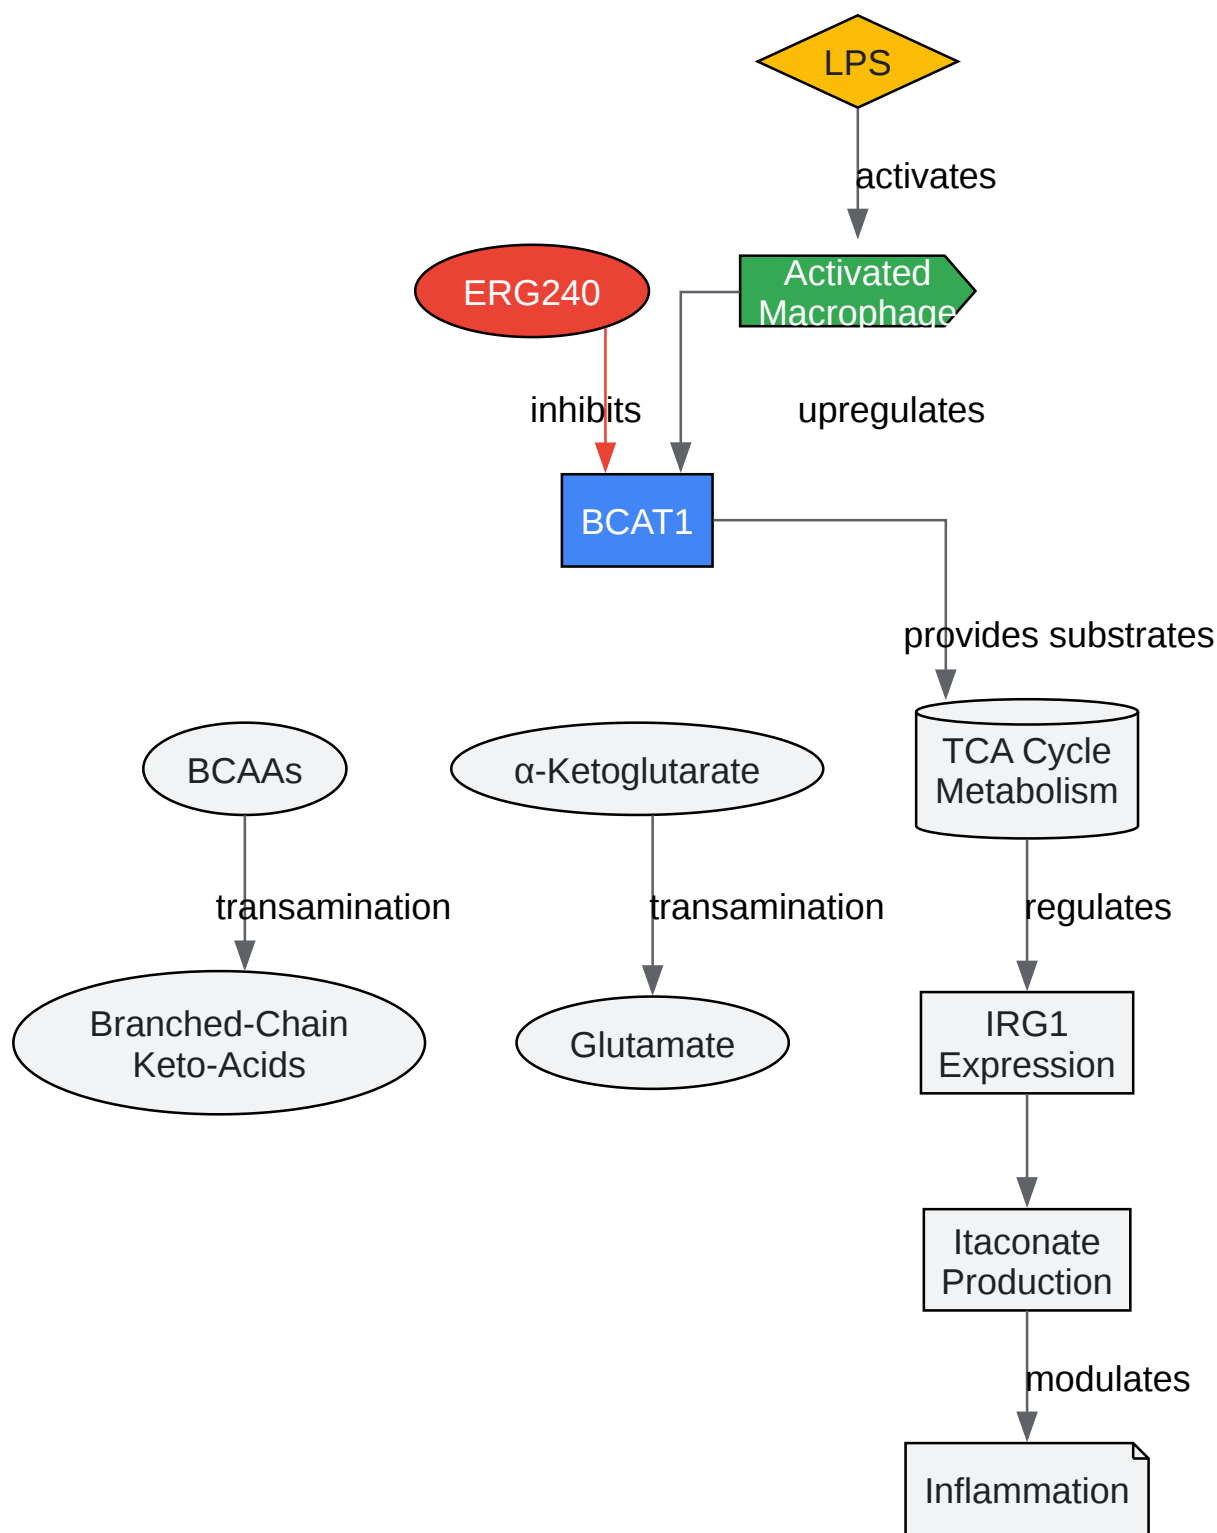 LPS
activates
ERG240
Activated
Macrophage
inhibits
upregulates
BCAT1
provides substrates
BCAAs
α-Ketoglutarate
TCA Cycle
Metabolism
transamination
transamination
regulates
Branched-Chain
Keto-Acids
Glutamate
IRG1
Expression
Itaconate
Production
modulates
Inflammation